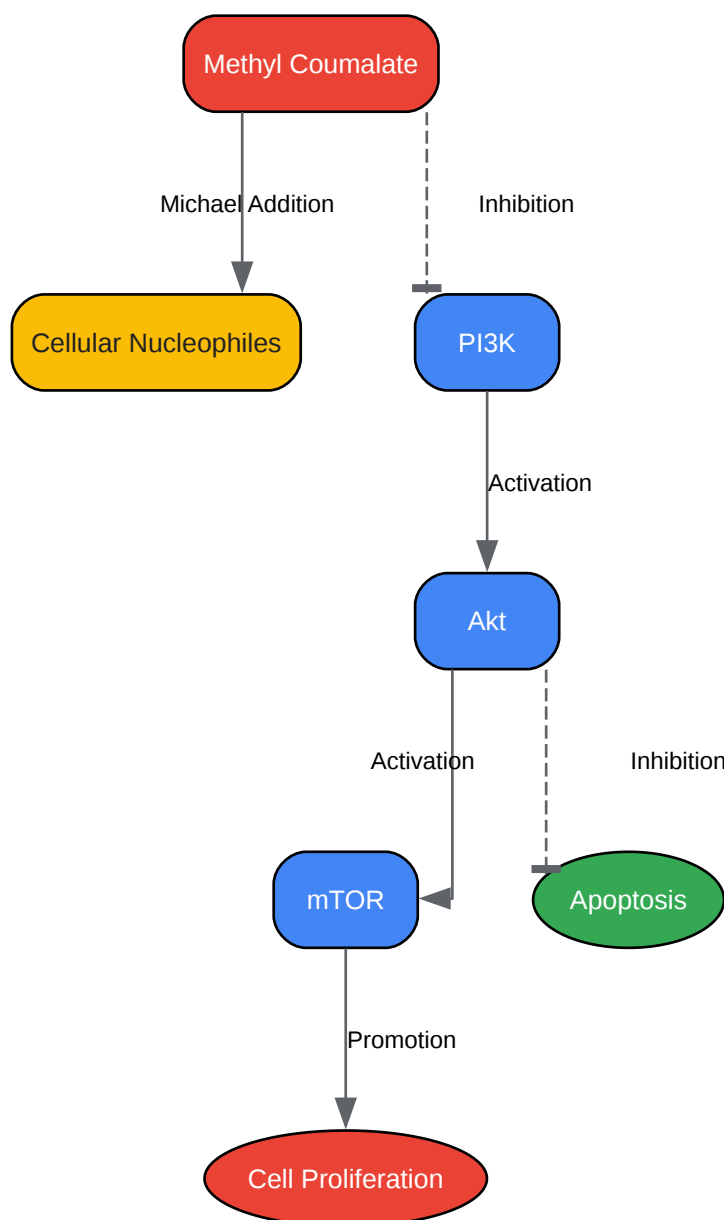 Methyl Coumalate
Michael Addition
Inhibition
Cellular Nucleophiles
PI3K
Activation
Akt
Activation
Inhibition
mTOR
Apoptosis
Promotion
Cell Proliferation